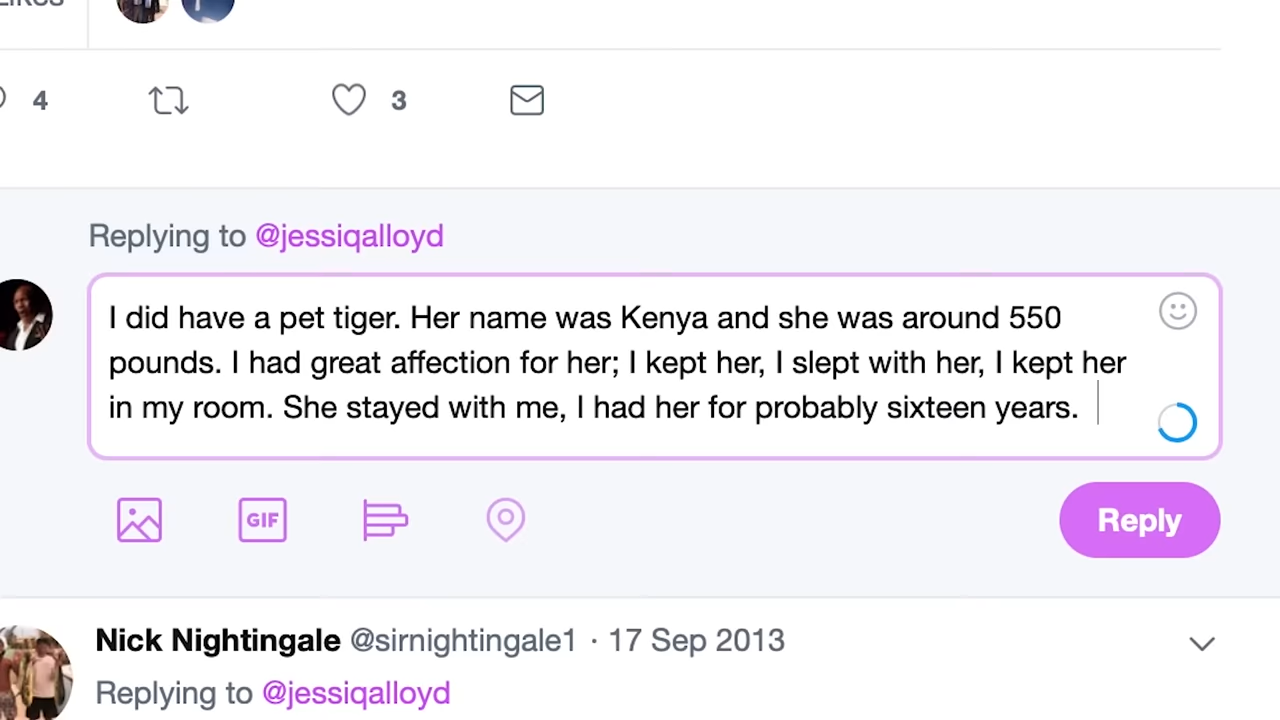 Likes
4
3
Replying to @jessiqalloyd
I did have a pet tiger. Her name was Kenya and she was around 550
pounds. I had great affection for her; I kept her, I slept with her, I kept her
in my room. She stayed with me, I had her for probably sixteen years.
GIF
Reply
Nick Nightingale @sirnightingale1 · 17 Sep 2013
Replying to @jessiqalloyd